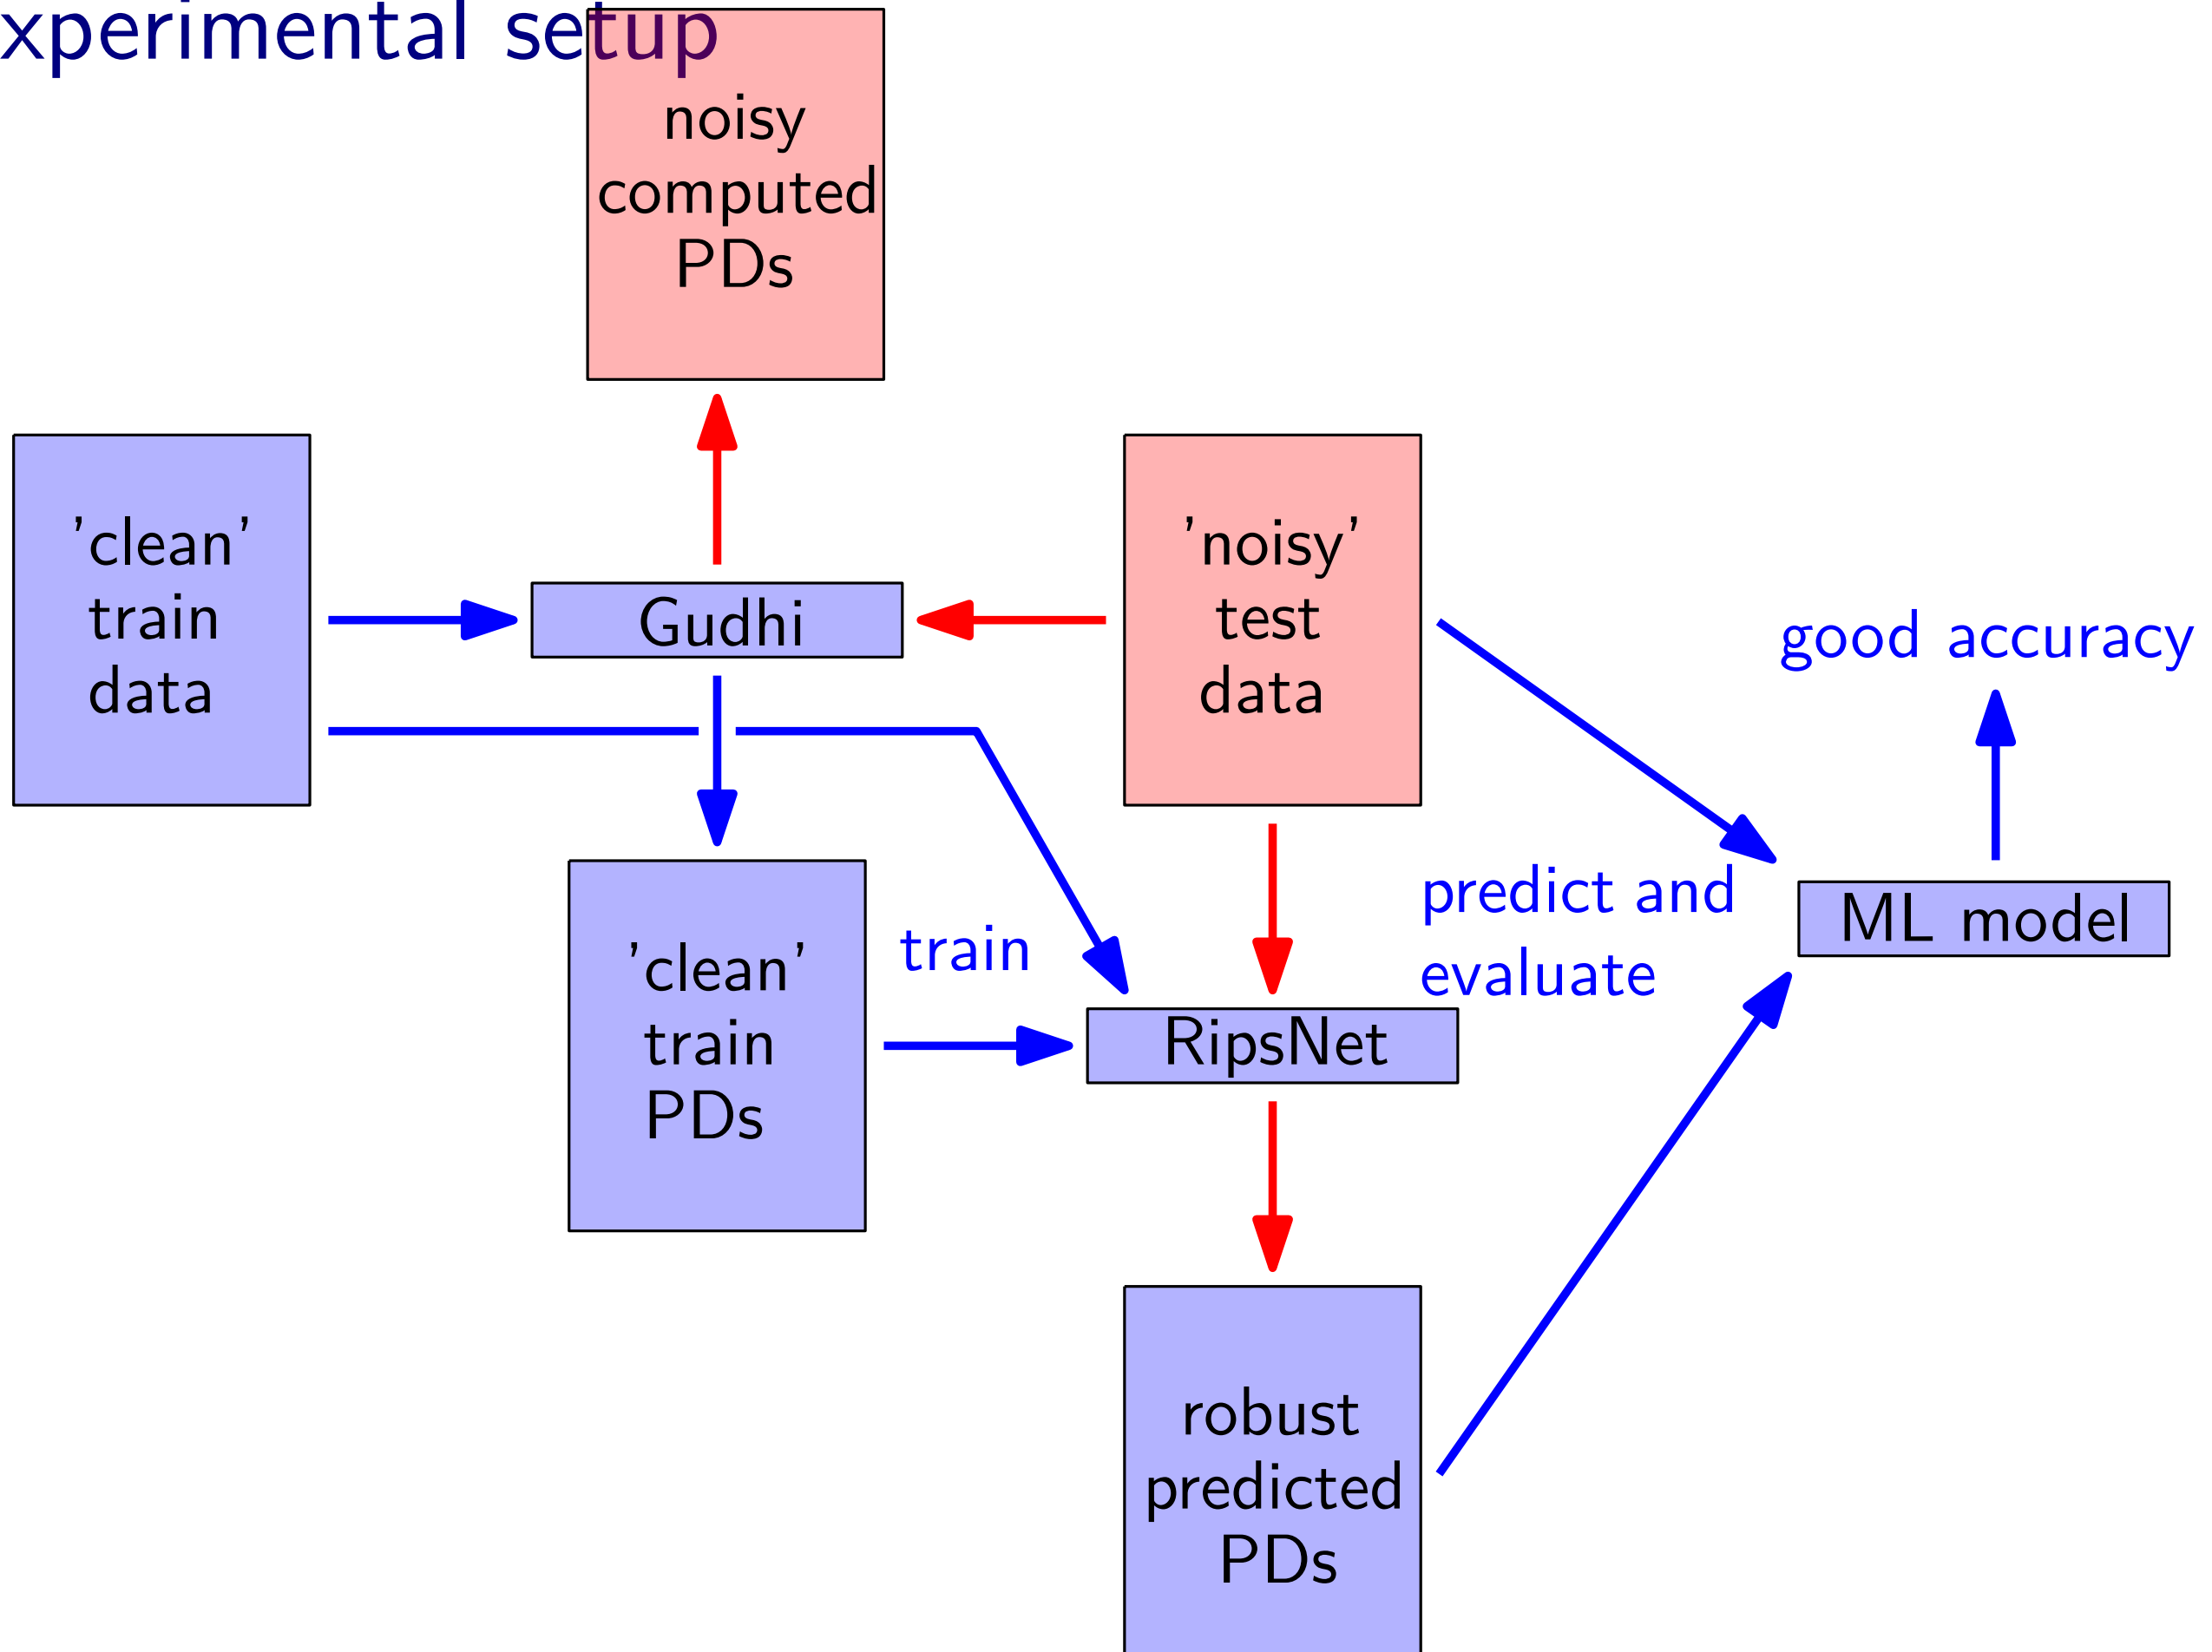 xperimental setup
noisy
computed
PDs
'clean'
train
data
Gudhi
'noisy'
test
data
good accuracy
'clean'
train
PDs
train
RipsNet
predict and
evaluate
ML model
robust
predicted
PDs